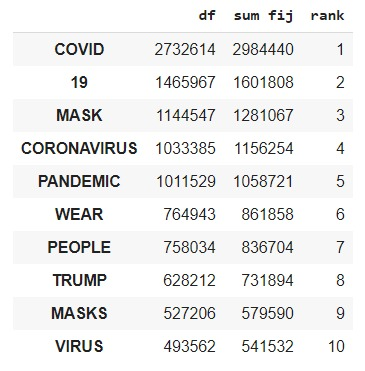 df sum fij rank
COVID 2732614 2984440 1
19 1465967 1601808 2
MASK 1144547 1281067 3
CORONAVIRUS 1033385 1156254 4
PANDEMIC 1011529 1058721 5
WEAR 764943 861858 6
PEOPLE 758034 836704 7
TRUMP 628212 731894 8
MASKS 527206 579590 9
VIRUS 493562 541532 10